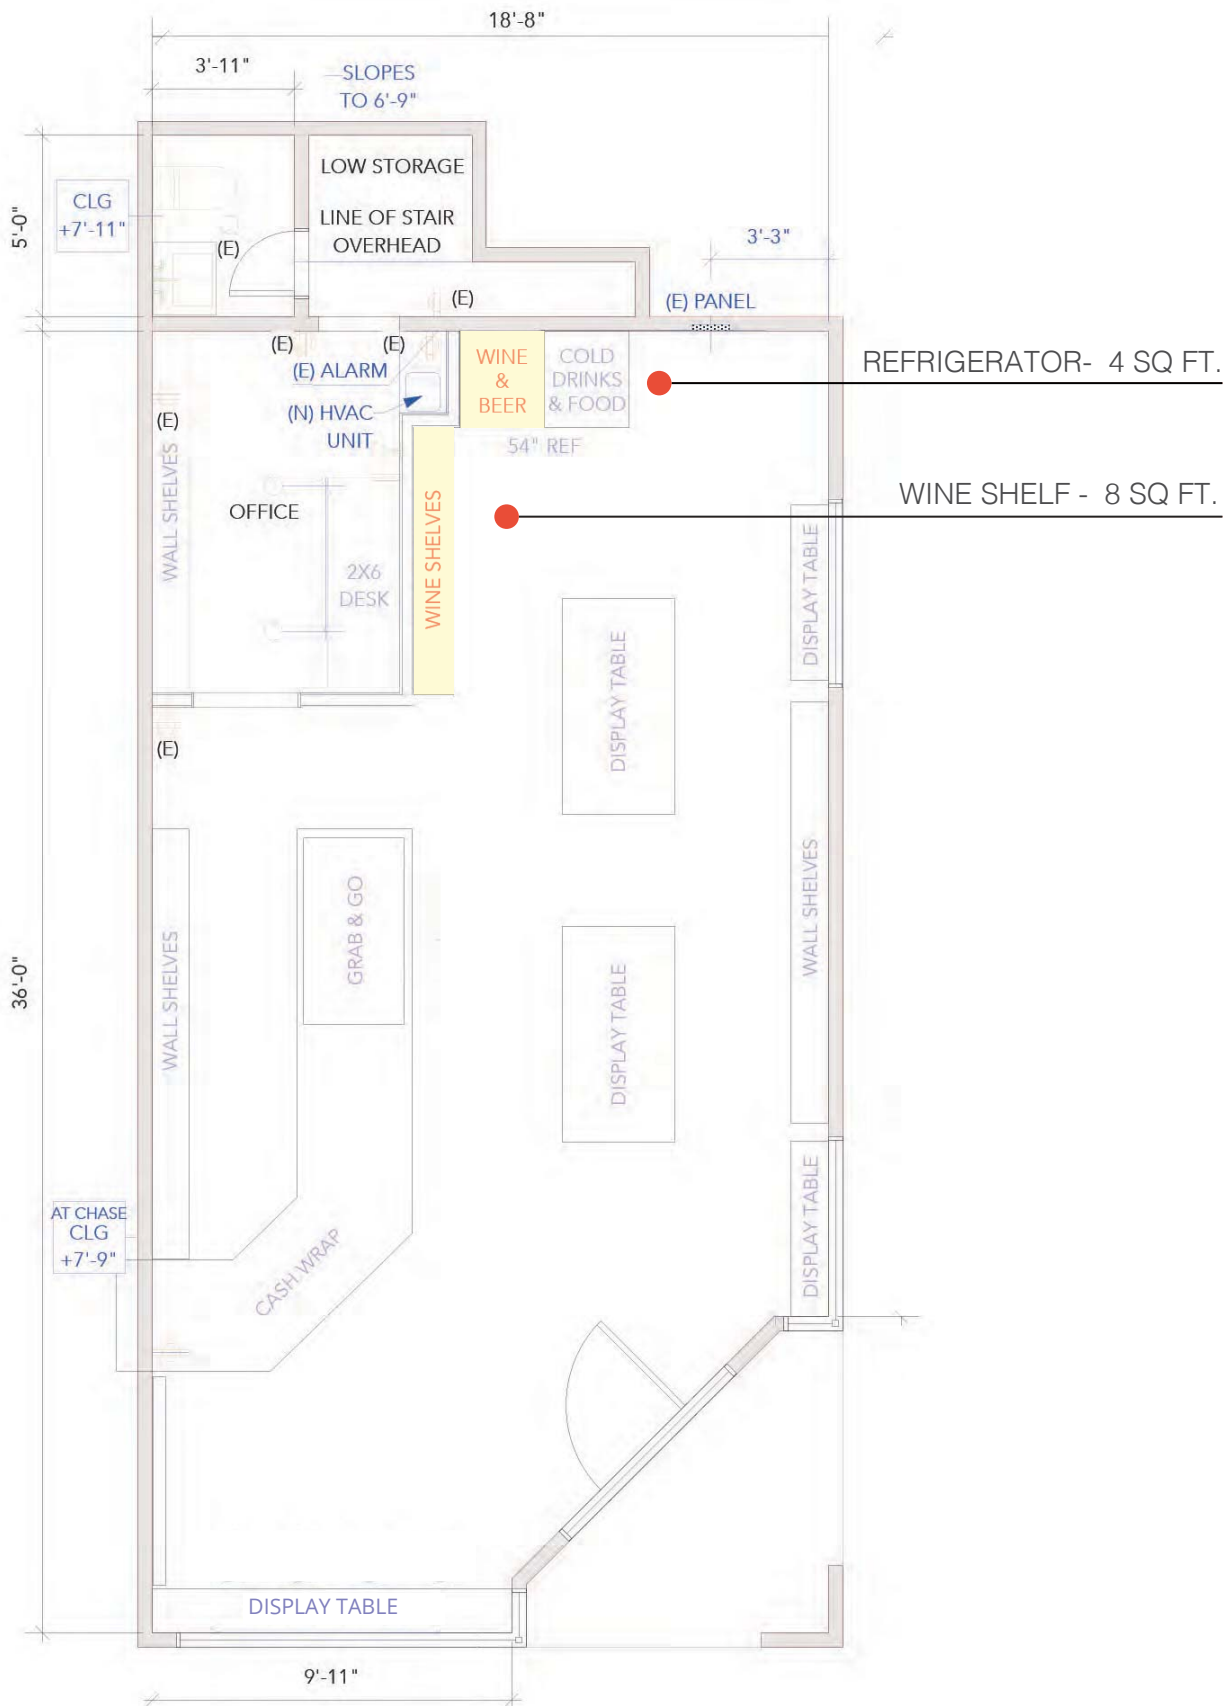 18'-8"
3'-11"
SLOPES
TO 6'-9"
LOW STORAGE
CLG
+7'-11"
5'-0"
LINE OF STAIR
OVERHEAD
(E)
3'-3"
(E)
(E) PANEL
(E)
(E)
(E) ALARM
WINE
&
BEER
COLD
DRINKS
& FOOD
REFRIGERATOR- 4 SQ FT.
(N) HVAC
UNIT
(E)
54" REF
WALL SHELVES
OFFICE
WINE SHELVES
WINE SHELF - 8 SQ FT.
2X6
DESK
DISPLAY TABLE
DISPLAY TABLE
(E)
GRAB & GO
WALL SHELVES
WALL SHELVES
36'-0"
DISPLAY TABLE
AT CHASE
CLG
+7'-9"
CASH WRAP
DISPLAY TABLE
DISPLAY TABLE
9'-11"